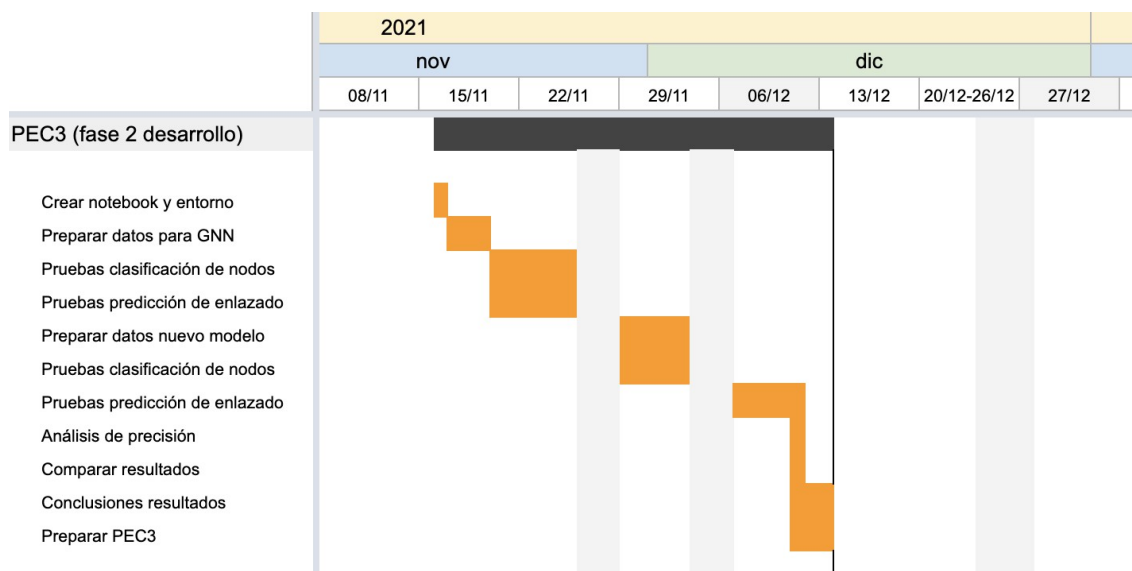 2021
nov dic
08/11 15/11 22/11 29/11 06/12 13/12 20/12-26/12 27/12
PEC3 (fase 2 desarrollo)
Crear notebook y entorno
Preparar datos para GNN
Pruebas clasificación de nodos
Pruebas predicción de enlazado
Preparar datos nuevo modelo
Pruebas clasificación de nodos
Pruebas predicción de enlazado
Análisis de precisión
Comparar resultados
Conclusiones resultados
Preparar PEC3